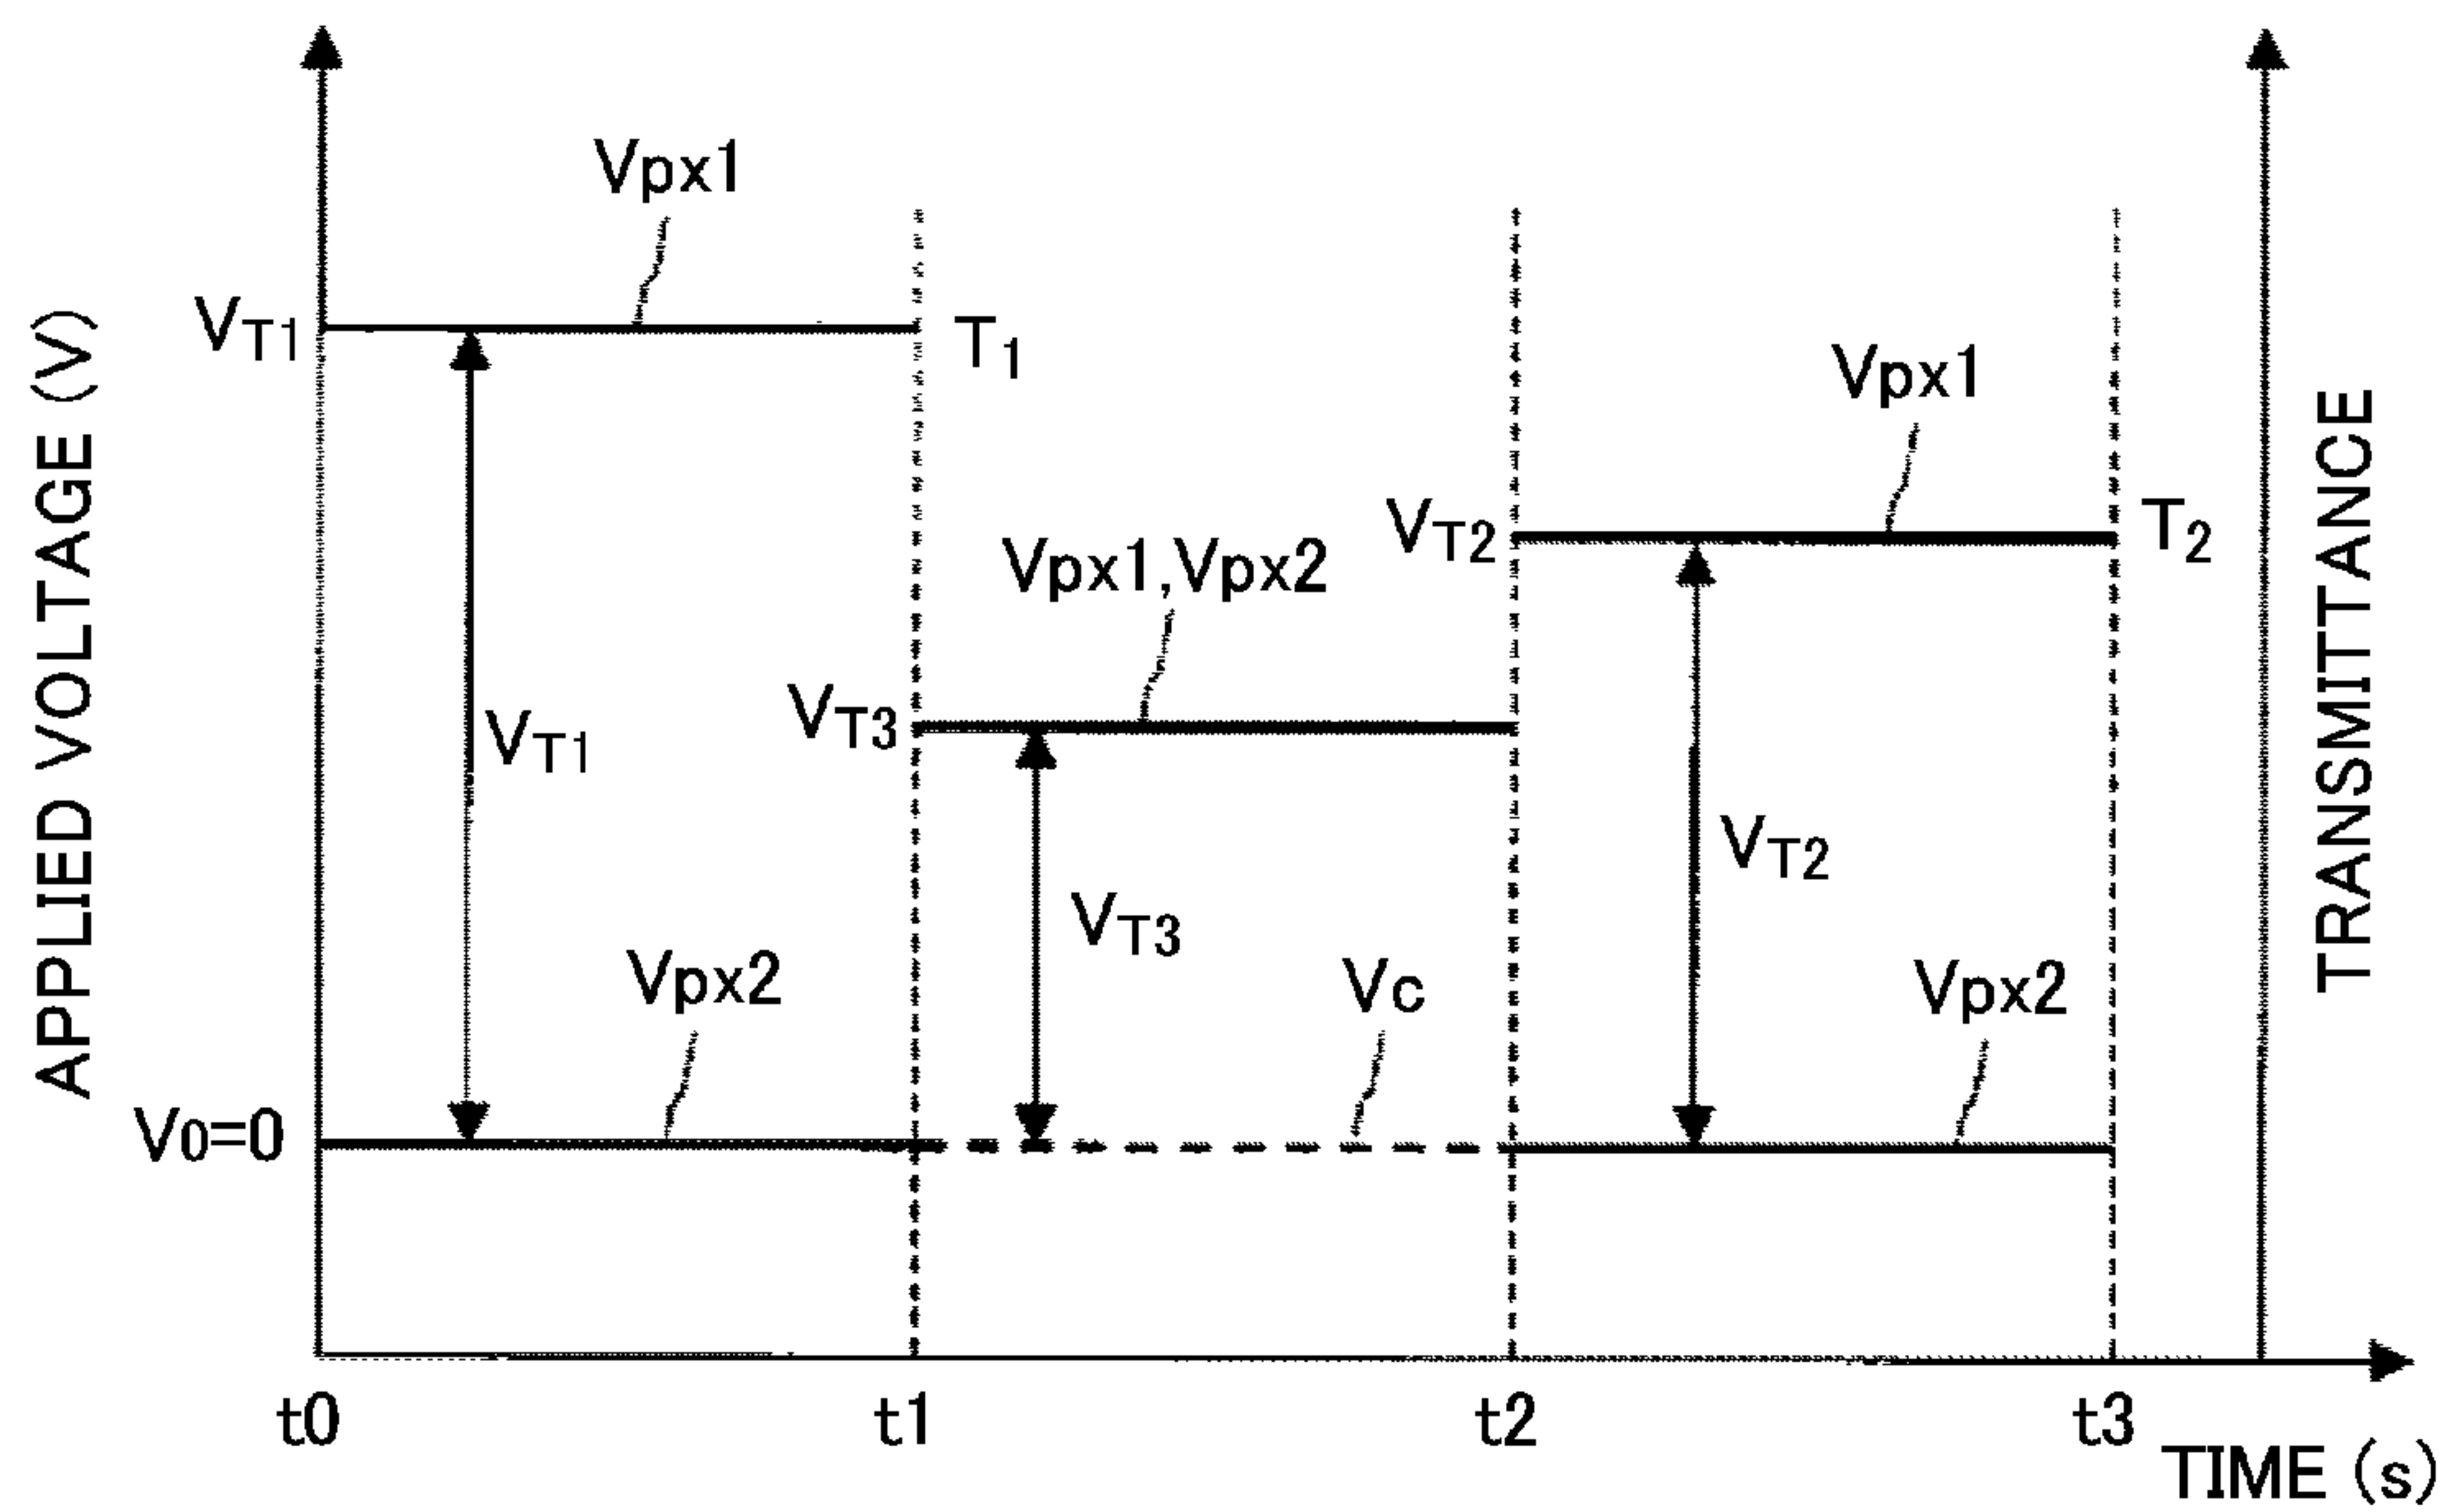 APPLIED VOLTAGE (V)
TRANSMITTANCE
Vpx1
VT1
T1
Vpx1
VT2
T2
Vpx1,Vpx2
VT3
VT1
VT2
VT3
Vpx2
Vc
Vpx2
V0=0
t0
t1
t2
t3
TIME (s)